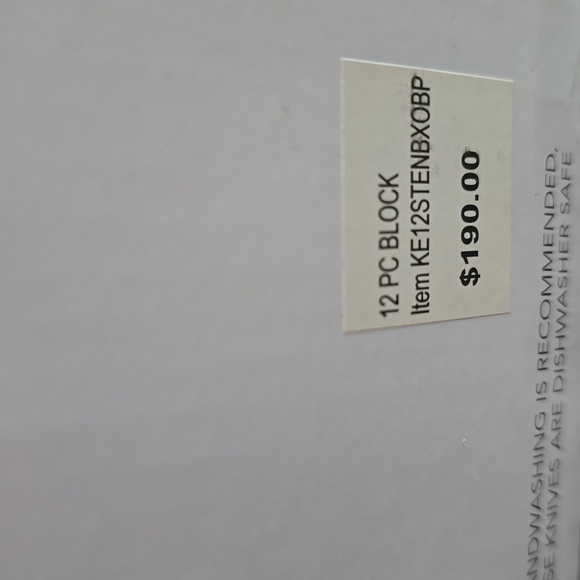 12 PC BLOCK
Item KE12STENBXOBP
$190.00
NDWASHING IS RECOMMENDED,
SE KNIVES ARE DISHWASHER SAFE